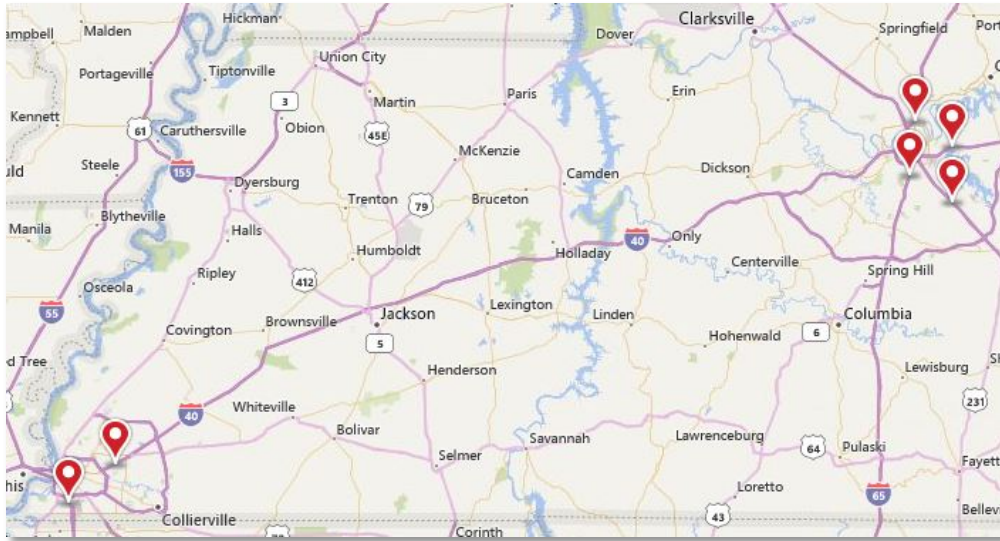 Hickman
Clarksville
Malden
Springfield
Dover
Union City
Portageville
Tiptonville
Erin
Paris
Martin
3
Kennett
Obion
61
45E
Caruthersville
McKenzie
Steele
155
Dickson
Camden
Dyersburg
Bruceton
Trenton
79
Blytheville
Manila
Halls
40
Only
Humboldt
Holladay
Centerville
Ripley
Spring Hill
412
Osceola
Lexington
55
Jackson
Linden
Columbia
Brownsville
Covington
6
Hohenwald
5
Henderson
Lewisburg
231
Whiteville
40
Bolivar
Savannah
Lawrenceburg
64
Pulaski
Selmer
Loretto
65
43
Collierville
Corinth